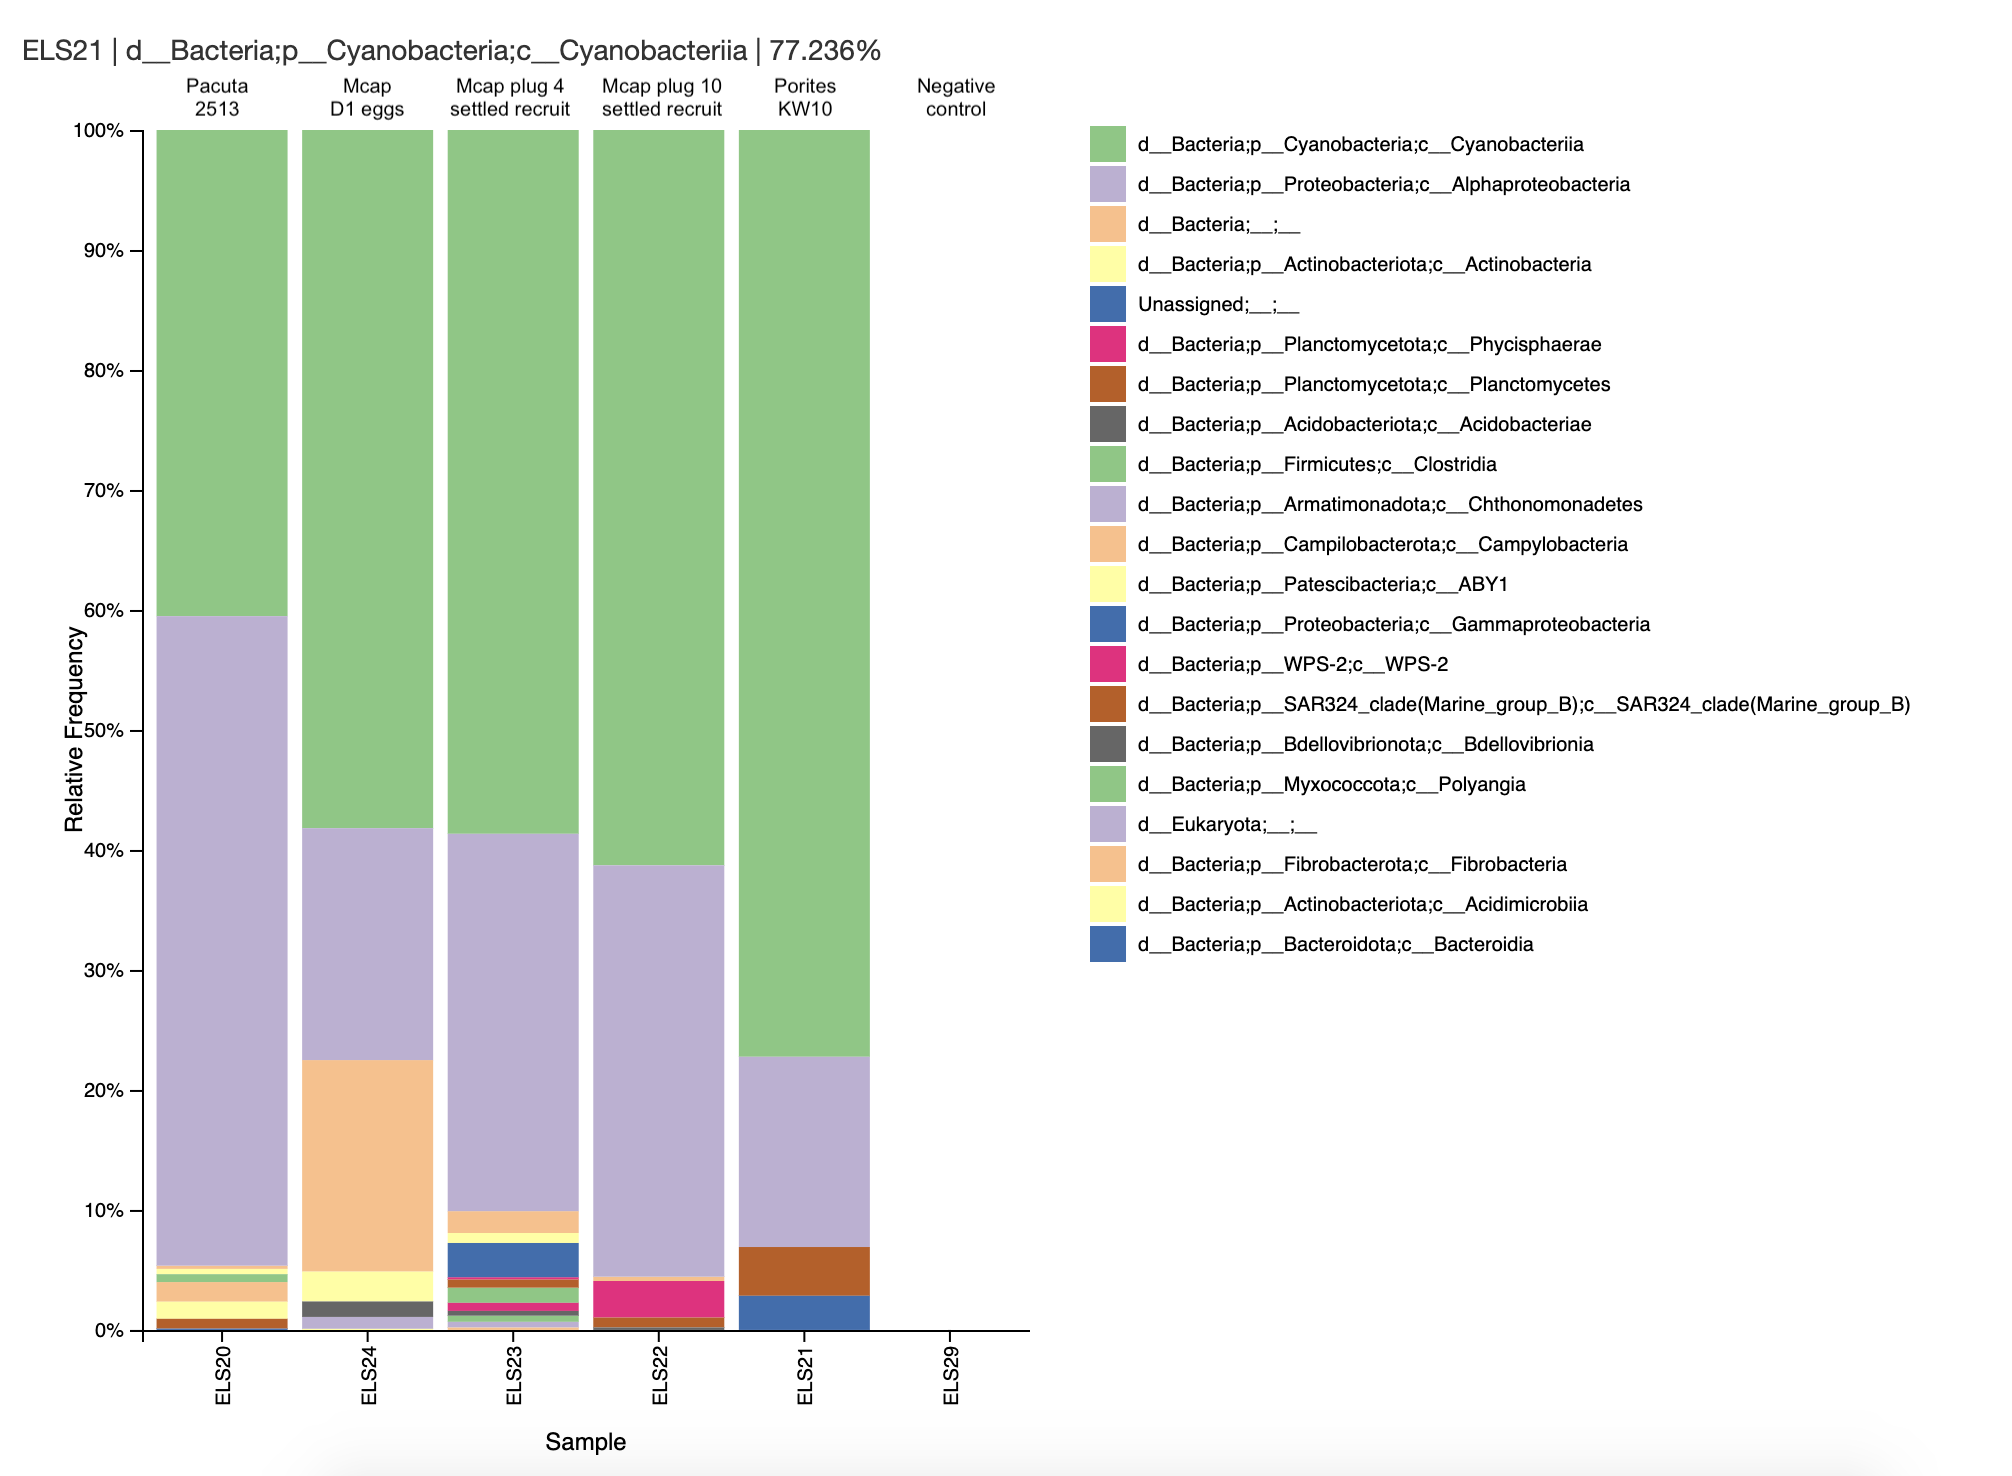 ELS21 | d__Bacteria;p__Cyanobacteria;c__Cyanobacteriia | 77.236%
Pacuta
2513
Mcap
D1 eggs
Mcap plug 4
settled recruit
Mcap plug 10
settled recruit
Porites
KW10
Negative
control
100%
90%
80%
70%
60%
50%
40%
30%
20%
10%
0%
Relative Frequency
ELS20
ELS24
ELS23
ELS22
ELS21
ELS29
Sample
d__Bacteria;p__Cyanobacteria;c__Cyanobacteriia
d__Bacteria;p__Proteobacteria;c__Alphaproteobacteria
d__Bacteria;__;__
d__Bacteria;p__Actinobacteriota;c__Actinobacteria
Unassigned;__;__
d__Bacteria;p__Planctomycetota;c__Phycisphaerae
d__Bacteria;p__Planctomycetota;c__Planctomycetes
d__Bacteria;p__Acidobacteriota;c__Acidobacteriae
d__Bacteria;p__Firmicutes;c__Clostridia
d__Bacteria;p__Armatimonadota;c__Chthonomonadetes
d__Bacteria;p__Campilobacterota;c__Campylobacteria
d__Bacteria;p__Patescibacteria;c__ABY1
d__Bacteria;p__Proteobacteria;c__Gammaproteobacteria
d__Bacteria;p__WPS-2;c__WPS-2
d__Bacteria;p__SAR324_clade(Marine_group_B);c__SAR324_clade(Marine_group_B)
d__Bacteria;p__Bdellovibrionota;c__Bdellovibrionia
d__Bacteria;p__Myxococcota;c__Polyangia
d__Eukaryota;__;__
d__Bacteria;p__Fibrobacterota;c__Fibrobacteria
d__Bacteria;p__Actinobacteriota;c__Acidimicrobiia
d__Bacteria;p__Bacteroidota;c__Bacteroidia